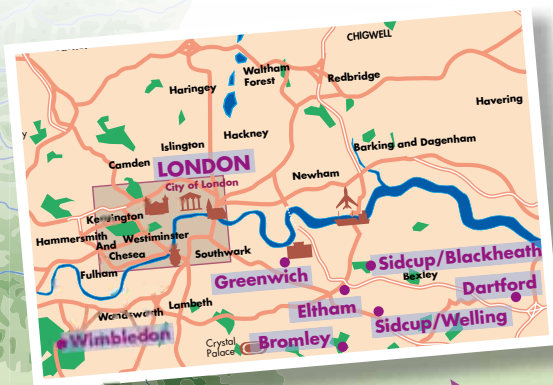 CHIGWELL
Waltham
Forest
Redbridge
Haringey
Havering
Hackney
Islington
Barking and Dagenham
Camden
LONDON
City of London
Newham
Kensington
Hammersmith
And
Chesea
Westiminster
Southwark
Fulham
Sidcup/Blackheath
Greenwich
Bexley
Dartford
Eltham
Lambeth
Wandsworth
Sidcup/Welling
Wimbledon
Crystal
Palace
Bromley